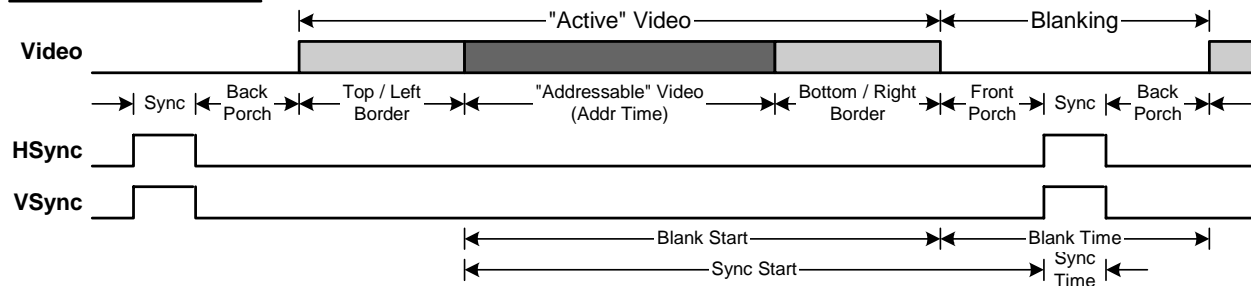 "Active" Video
Blanking
Video
Sync
Back
Porch
Top / Left
Border
"Addressable" Video
(Addr Time)
Bottom / Right
Border
Front
Porch
Sync
Back
Porch
HSync
VSync
Blank Start
Blank Time
Sync Start
Sync
Time